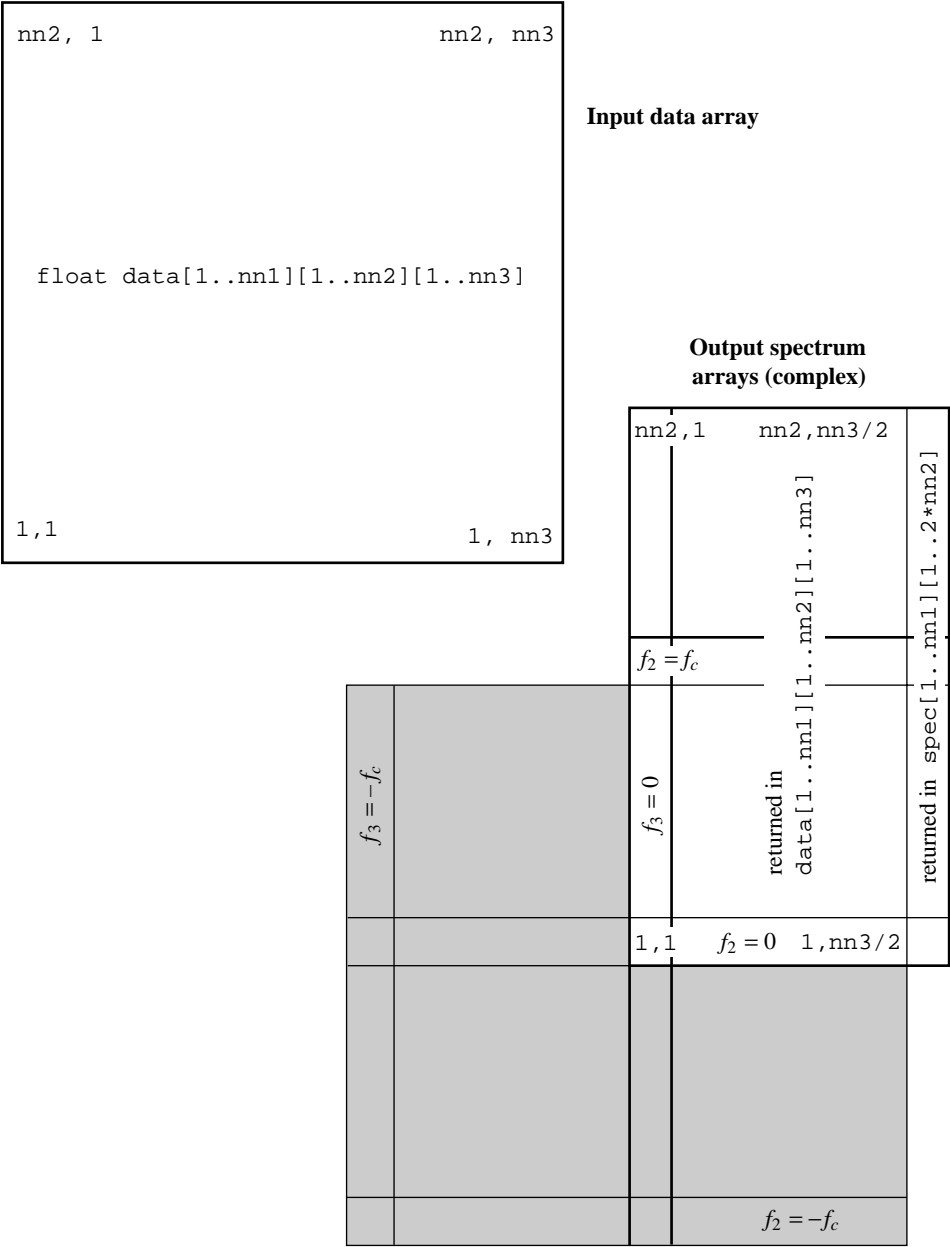 nn2, 1
nn2, nn3
Input data array
float data[1..nn1][1..nn2][1..nn3]
1,1
1, nn3
Output spectrum
arrays (complex)
nn2,1
nn2,nn3/2
f2 = fc
f3 = −fc
f3 = 0
returned in
data[1..nn1][1..nn2][1..nn3]
returned in spec[1..nn1][1..2*nn2]
1,1
f2 = 0
1,nn3/2
f2 = −fc